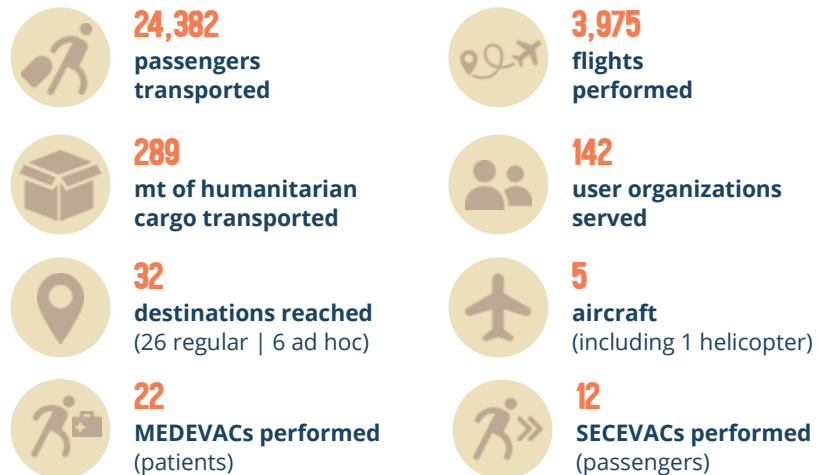 24,382
passengers
transported
3,975
flights
performed
289
mt of humanitarian
cargo transported
142
user organizations
served
32
destinations reached
(26 regular | 6 ad hoc)
5
aircraft
(including 1 helicopter)
22
MEDEVACs performed
(patients)
12
SECEVACs performed
(passengers)